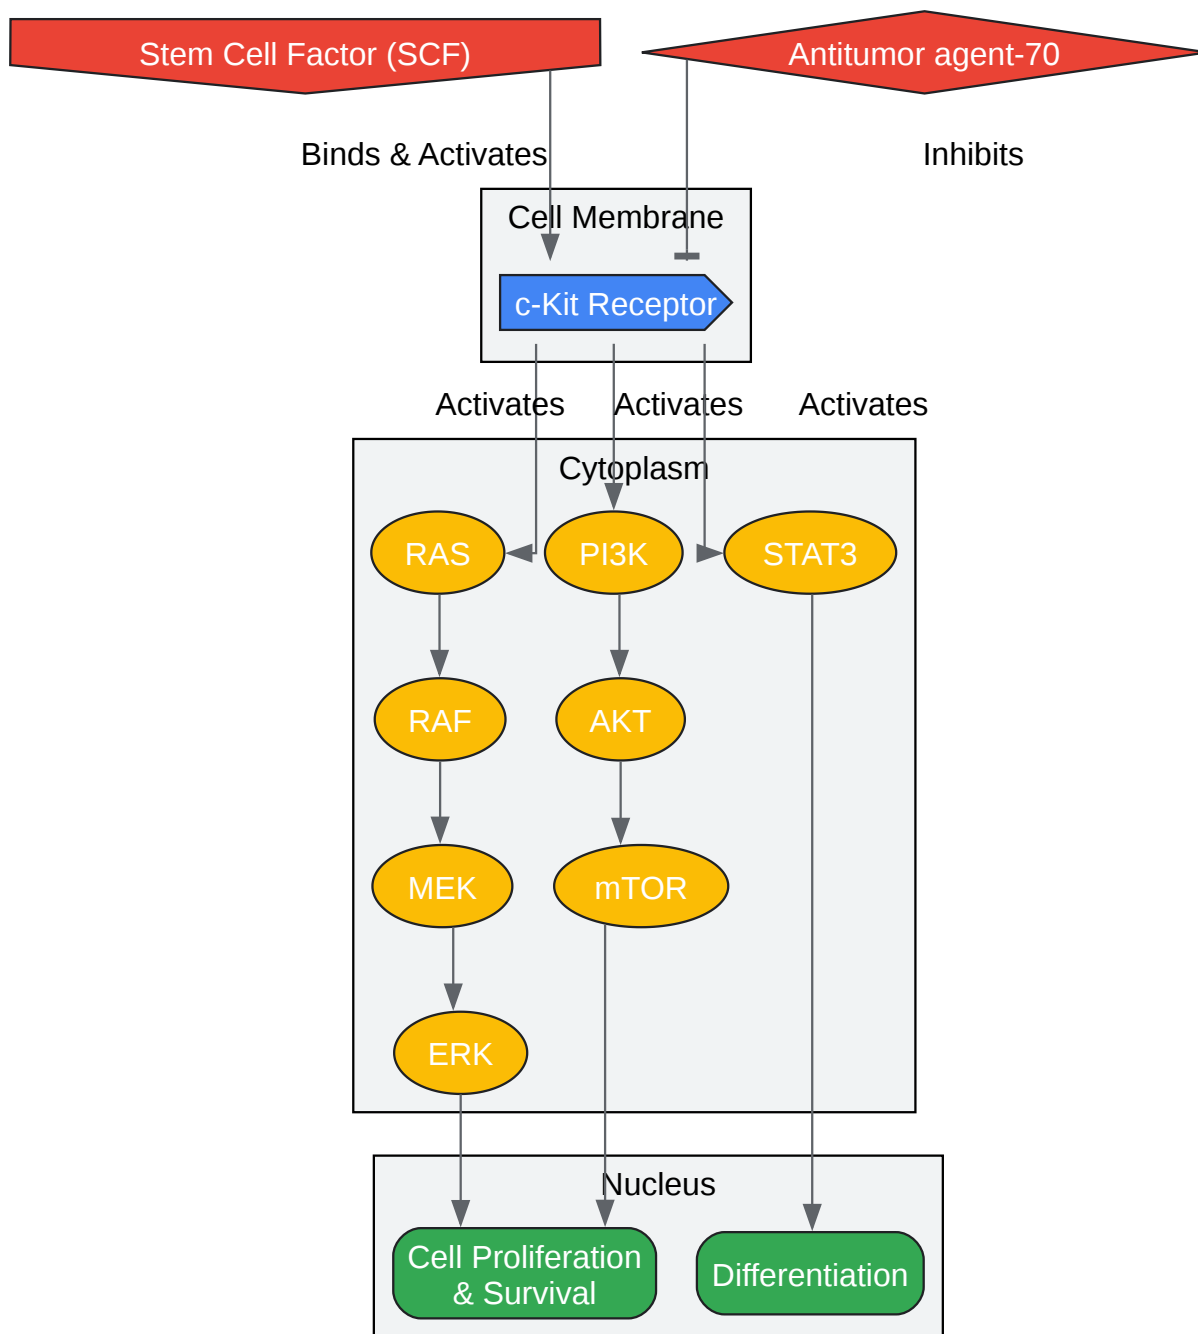 Stem Cell Factor (SCF)
Antitumor agent-70
Binds & Activates
Inhibits
Cell Membrane
c-Kit Receptor
Activates
Activates
Activates
Cytoplasm
RAS
PI3K
STAT3
RAF
AKT
MEK
mTOR
ERK
Nucleus
Cell Proliferation
& Survival
Differentiation